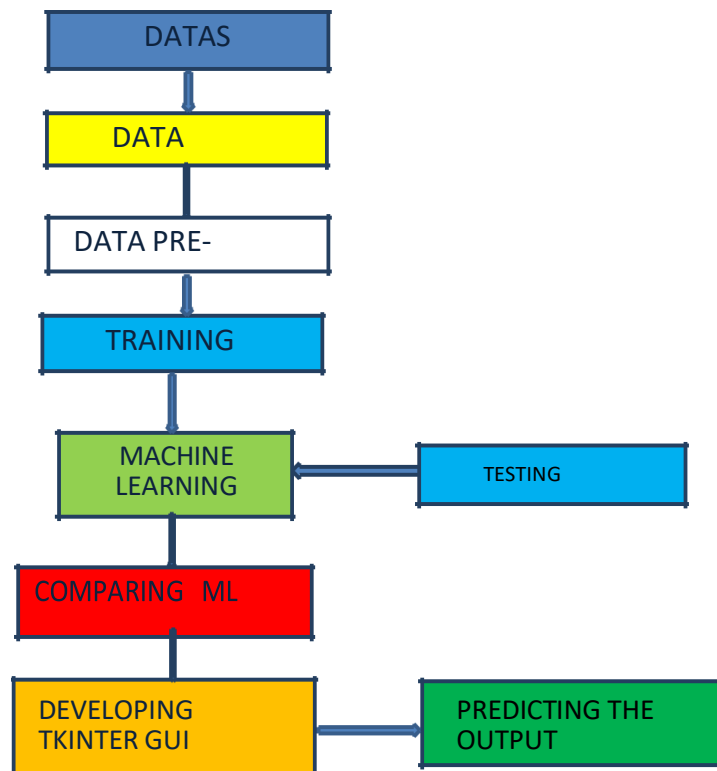 DATAS
DATA
DATA PRE-
TRAINING
MACHINE
LEARNING
TESTING
COMPARING ML
DEVELOPING
TKINTER GUI
PREDICTING THE
OUTPUT